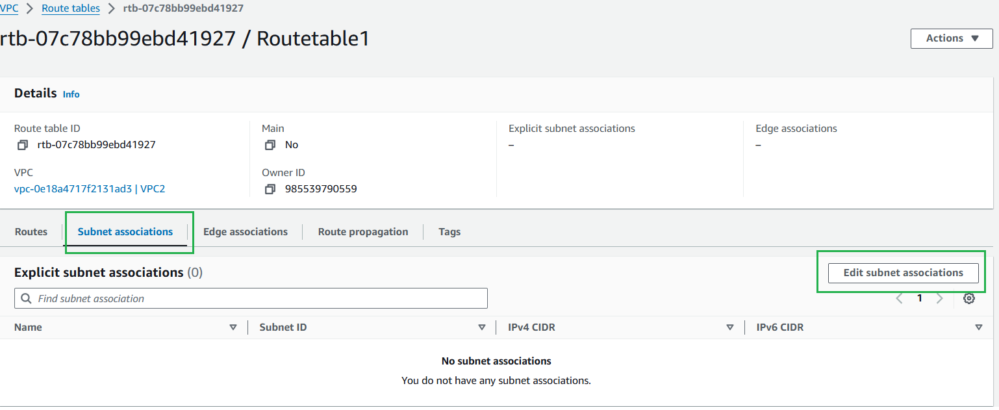 VPC > Route tables > rtb-07c78bb99ebd41927
rtb-07c78bb99ebd41927 / Routetable1
Actions
Details Info
Route table ID
rtb-07c78bb99ebd41927
Main
No
Explicit subnet associations
–
Edge associations
–
VPC
vpc-0e18a4717f2131ad3 | VPC2
Owner ID
985539790559
Routes Subnet associations Edge associations Route propagation Tags
Explicit subnet associations (0)
Edit subnet associations
Find subnet association
1
Name Subnet ID IPv4 CIDR IPv6 CIDR
No subnet associations
You do not have any subnet associations.